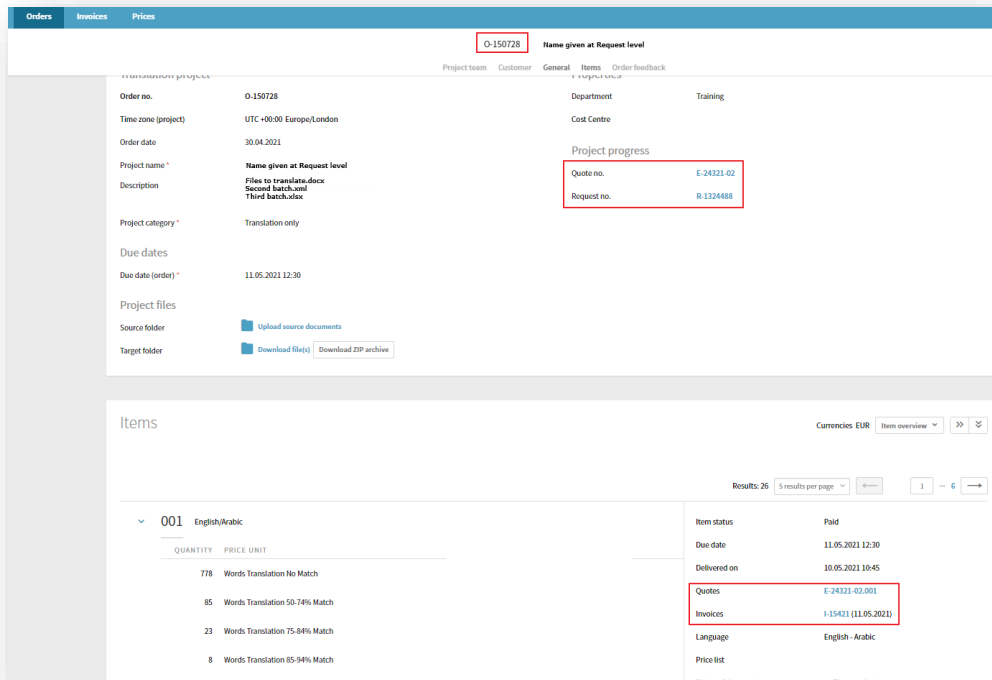 Orders Invoices Prices
O-150728 Name given at Request level
Project team Customer General Items Order feedback
Translation project Properties
Order no. O-150728 Department Training
Time zone (project) UTC +00:00 Europe/London Cost Centre
Order date 30.04.2021
Project progress
Project name * Name given at Request level
Quote no. E-24321-02
Description Files to translate.docx
Second batch.xml
Third batch.xlsx
Request no. R-1324488
Project category * Translation only
Due dates
Due date (order) * 11.05.2021 12:30
Project files
Source folder Upload source documents
Target folder Download file(s) Download ZIP archive
Items
Currencies EUR Item overview
Results: 26 5 results per page 1 ... 6
001 English/Arabic
QUANTITY PRICE UNIT
778 Words Translation No Match
85 Words Translation 50-74% Match
23 Words Translation 75-84% Match
8 Words Translation 85-94% Match
Item status Paid
Due date 11.05.2021 12:30
Delivered on 10.05.2021 10:45
Quotes E-24321-02.001
Invoices I-15421 (11.05.2021)
Language English - Arabic
Price list